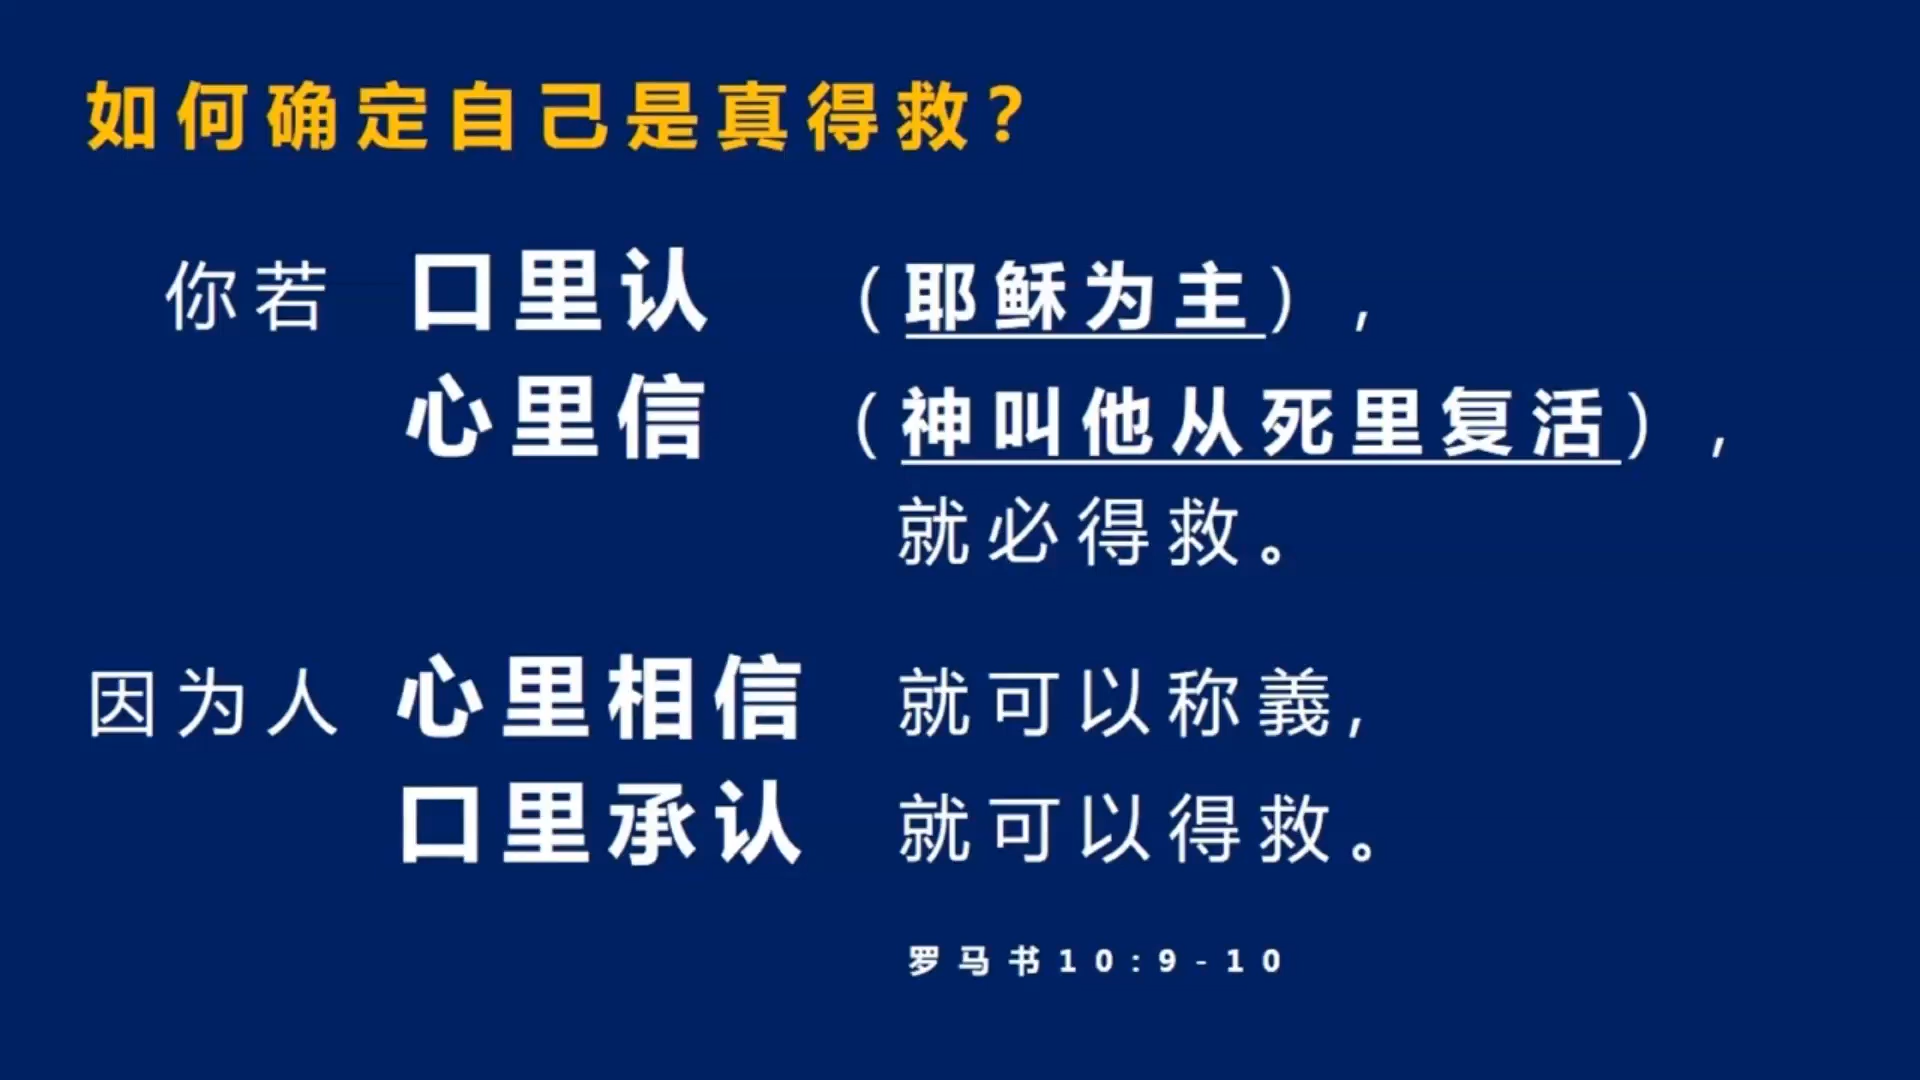 如何确定自己是真得救？
你若 口里认 （耶稣为主），
心里信 （神叫他从死里复活），
就必得救。
因为人 心里相信 就可以称義，
口里承认 就可以得救。
罗马书10:9-10